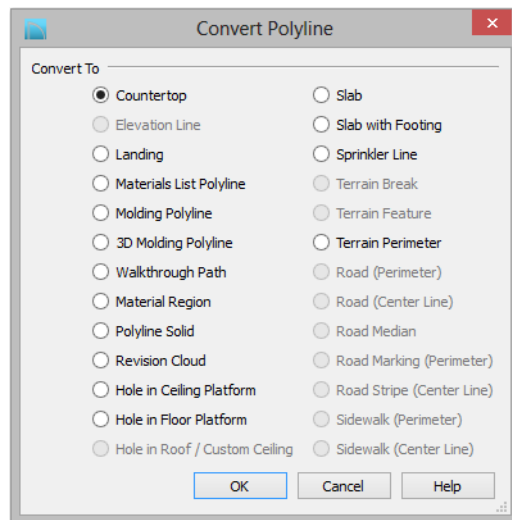 Convert Polyline
Convert To
Countertop
Elevation Line
Landing
Materials List Polyline
Molding Polyline
3D Molding Polyline
Walkthrough Path
Material Region
Polyline Solid
Revision Cloud
Hole in Ceiling Platform
Hole in Floor Platform
Hole in Roof / Custom Ceiling
Slab
Slab with Footing
Sprinkler Line
Terrain Break
Terrain Feature
Terrain Perimeter
Road (Perimeter)
Road (Center Line)
Road Median
Road Marking (Perimeter)
Road Stripe (Center Line)
Sidewalk (Perimeter)
Sidewalk (Center Line)
OK
Cancel
Help